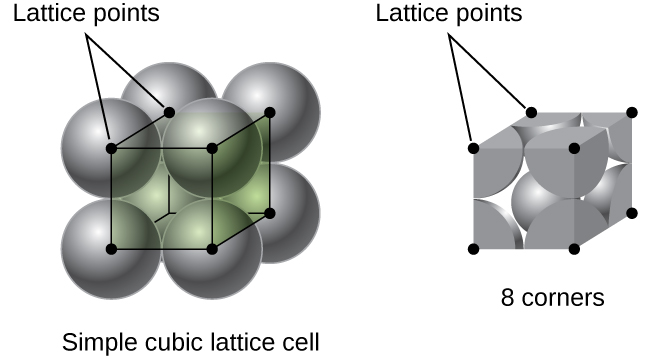 Lattice points
Lattice points
8 corners
Simple cubic lattice cell